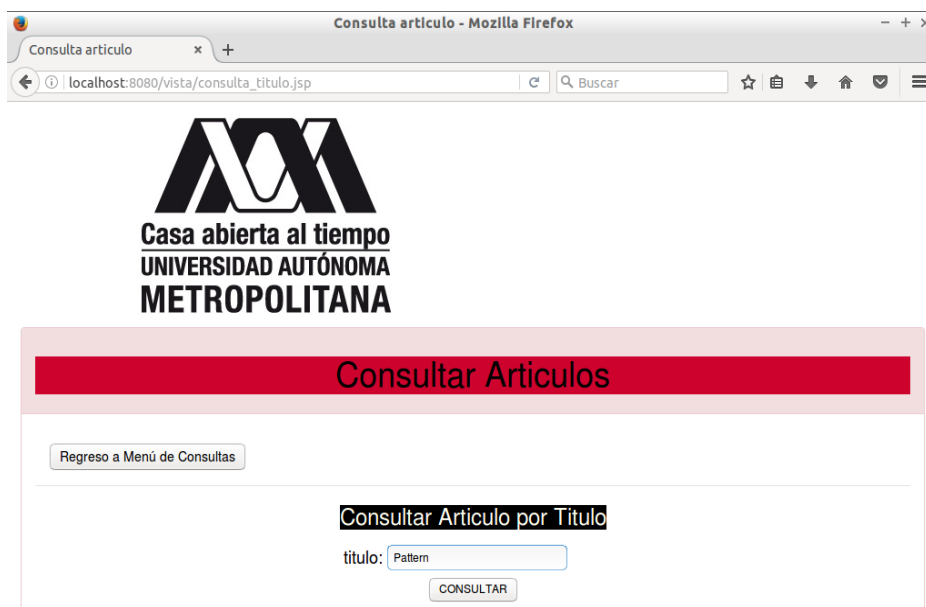 Consulta articulo - Mozilla Firefox
Consulta articulo
localhost:8080/vista/consulta_titulo.jsp
Buscar
Casa abierta al tiempo
UNIVERSIDAD AUTÓNOMA
METROPOLITANA
Consultar Articulos
Regreso a Menú de Consultas
Consultar Articulo por Titulo
titulo: Pattern
CONSULTAR